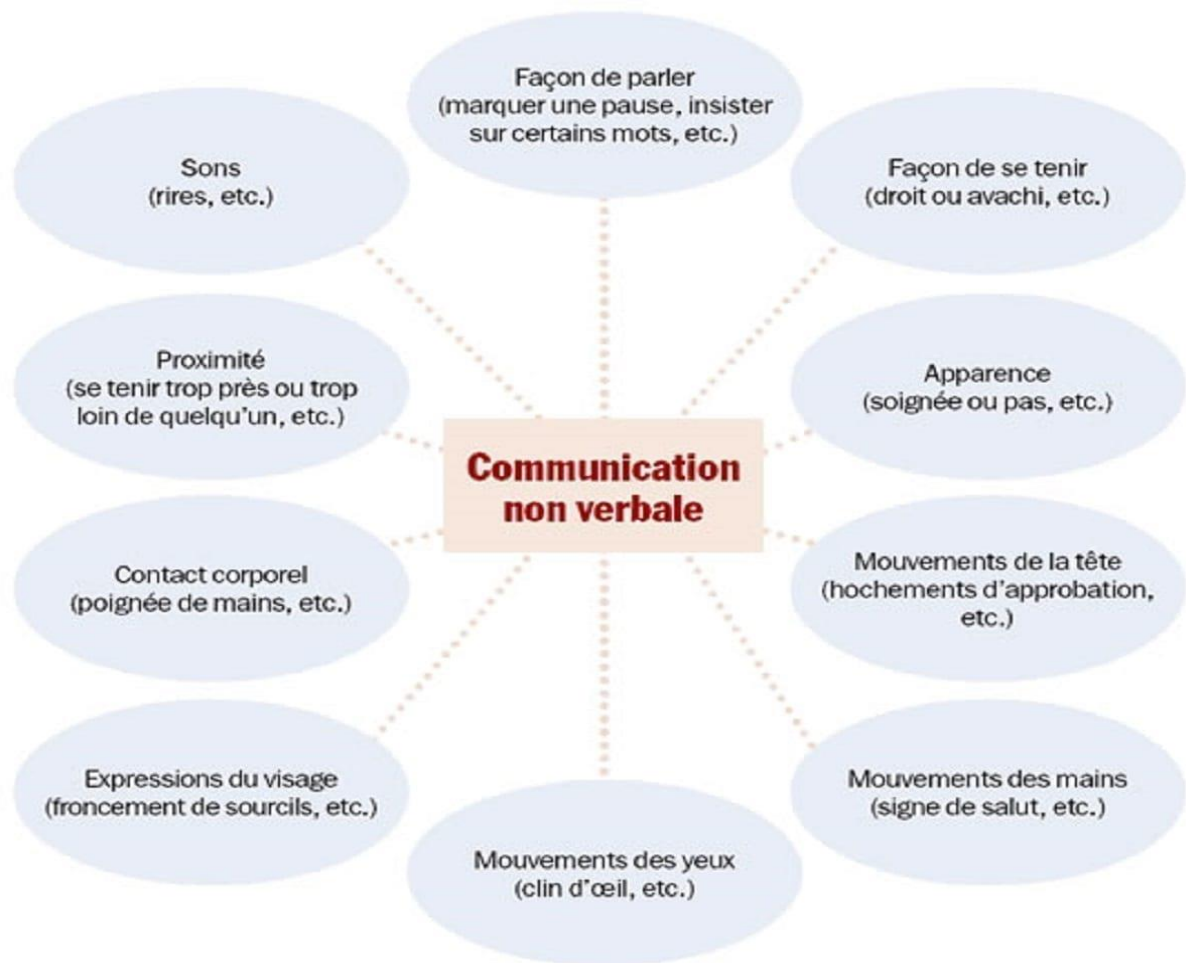 Façon de parler
(marquer une pause, insister
sur certains mots, etc.)
Sons
(rires, etc.)
Façon de se tenir
(droit ou avachi, etc.)
Proximité
(se tenir trop près ou trop
loin de quelqu'un, etc.)
Apparence
(soignée ou pas, etc.)
Communication
non verbale
Contact corporel
(poignée de mains, etc.)
Mouvements de la tête
(hochements d'approbation,
etc.)
Expressions du visage
(froncement de sourcils, etc.)
Mouvements des mains
(signe de salut, etc.)
Mouvements des yeux
(clin d'œil, etc.)